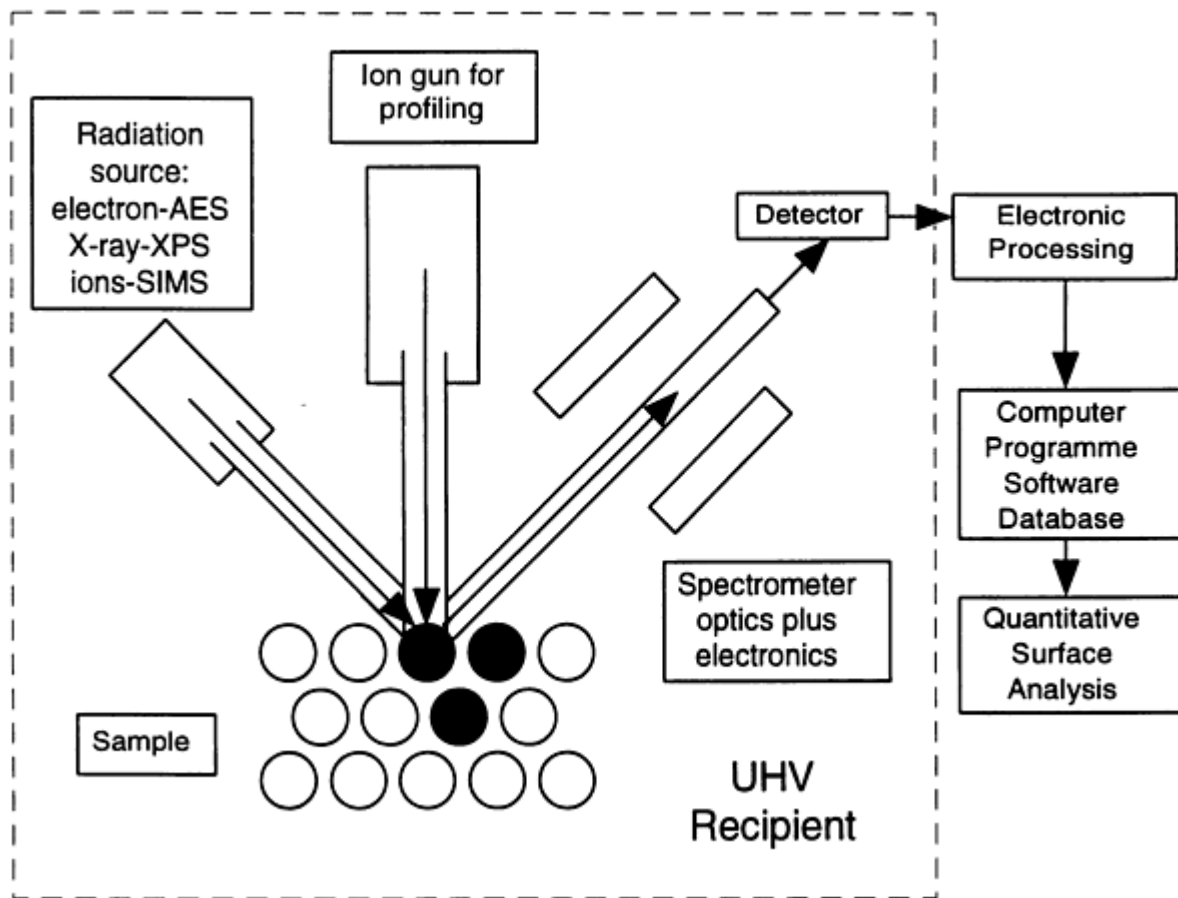 Ion gun for
profiling
Radiation
source:
electron-AES
X-ray-XPS
ions-SIMS
Detector
Electronic
Processing
Computer
Programme
Software
Database
Spectrometer
optics plus
electronics
Quantitative
Surface
Analysis
Sample
UHV
Recipient